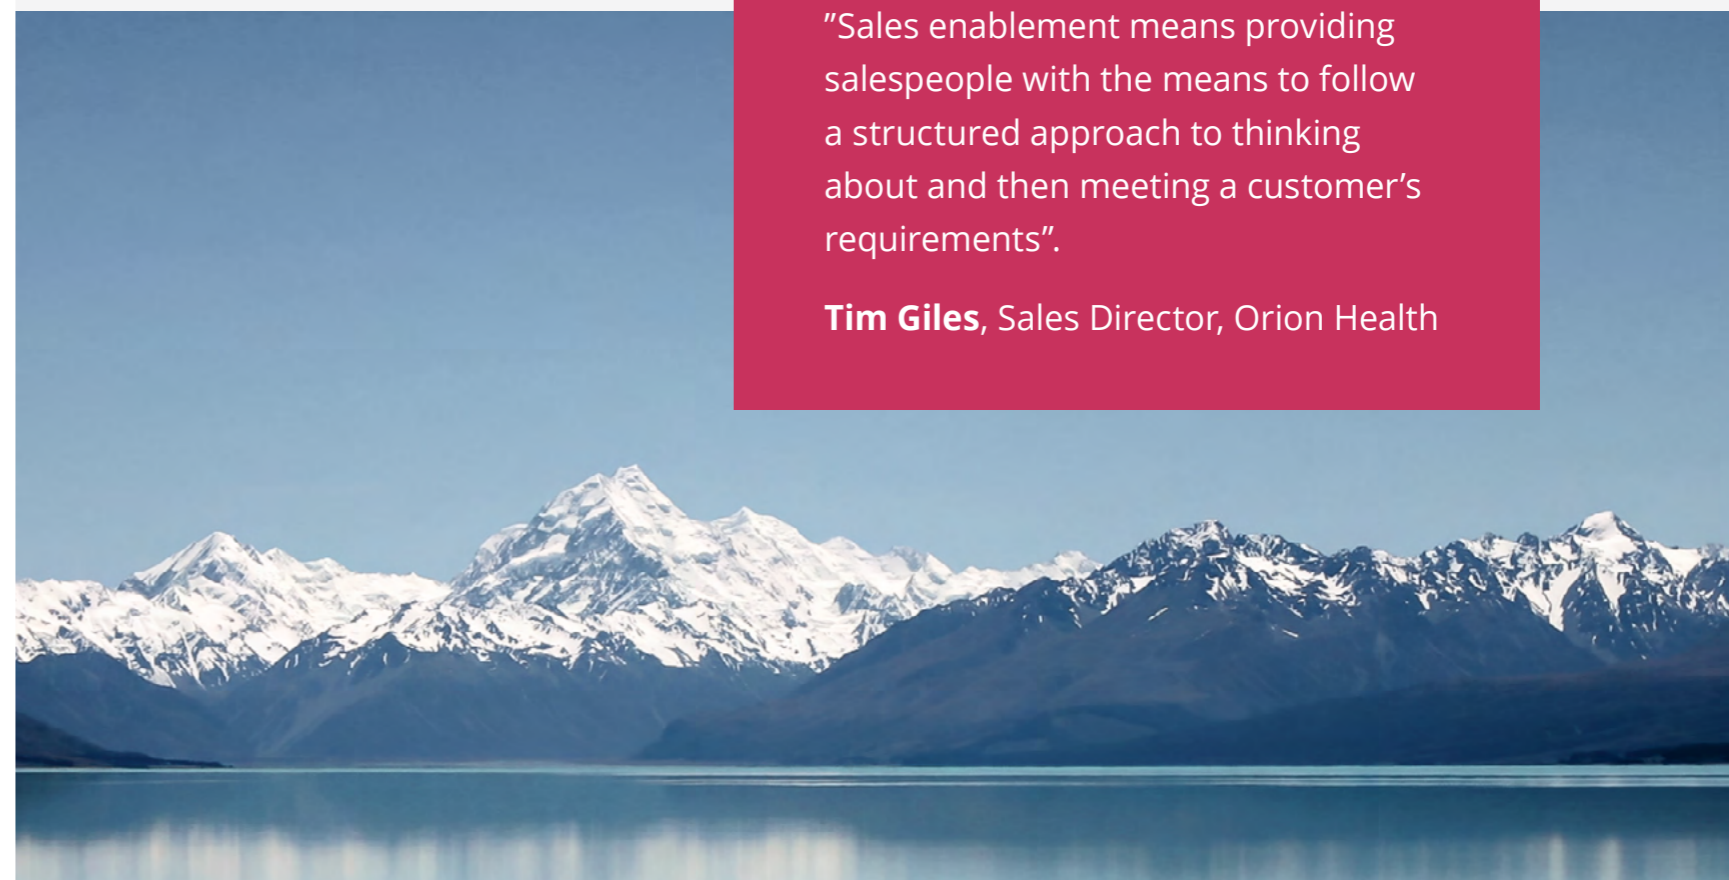 ”Sales enablement means providing
salespeople with the means to follow
a structured approach to thinking
about and then meeting a customer’s
requirements”.
Tim Giles, Sales Director, Orion Health